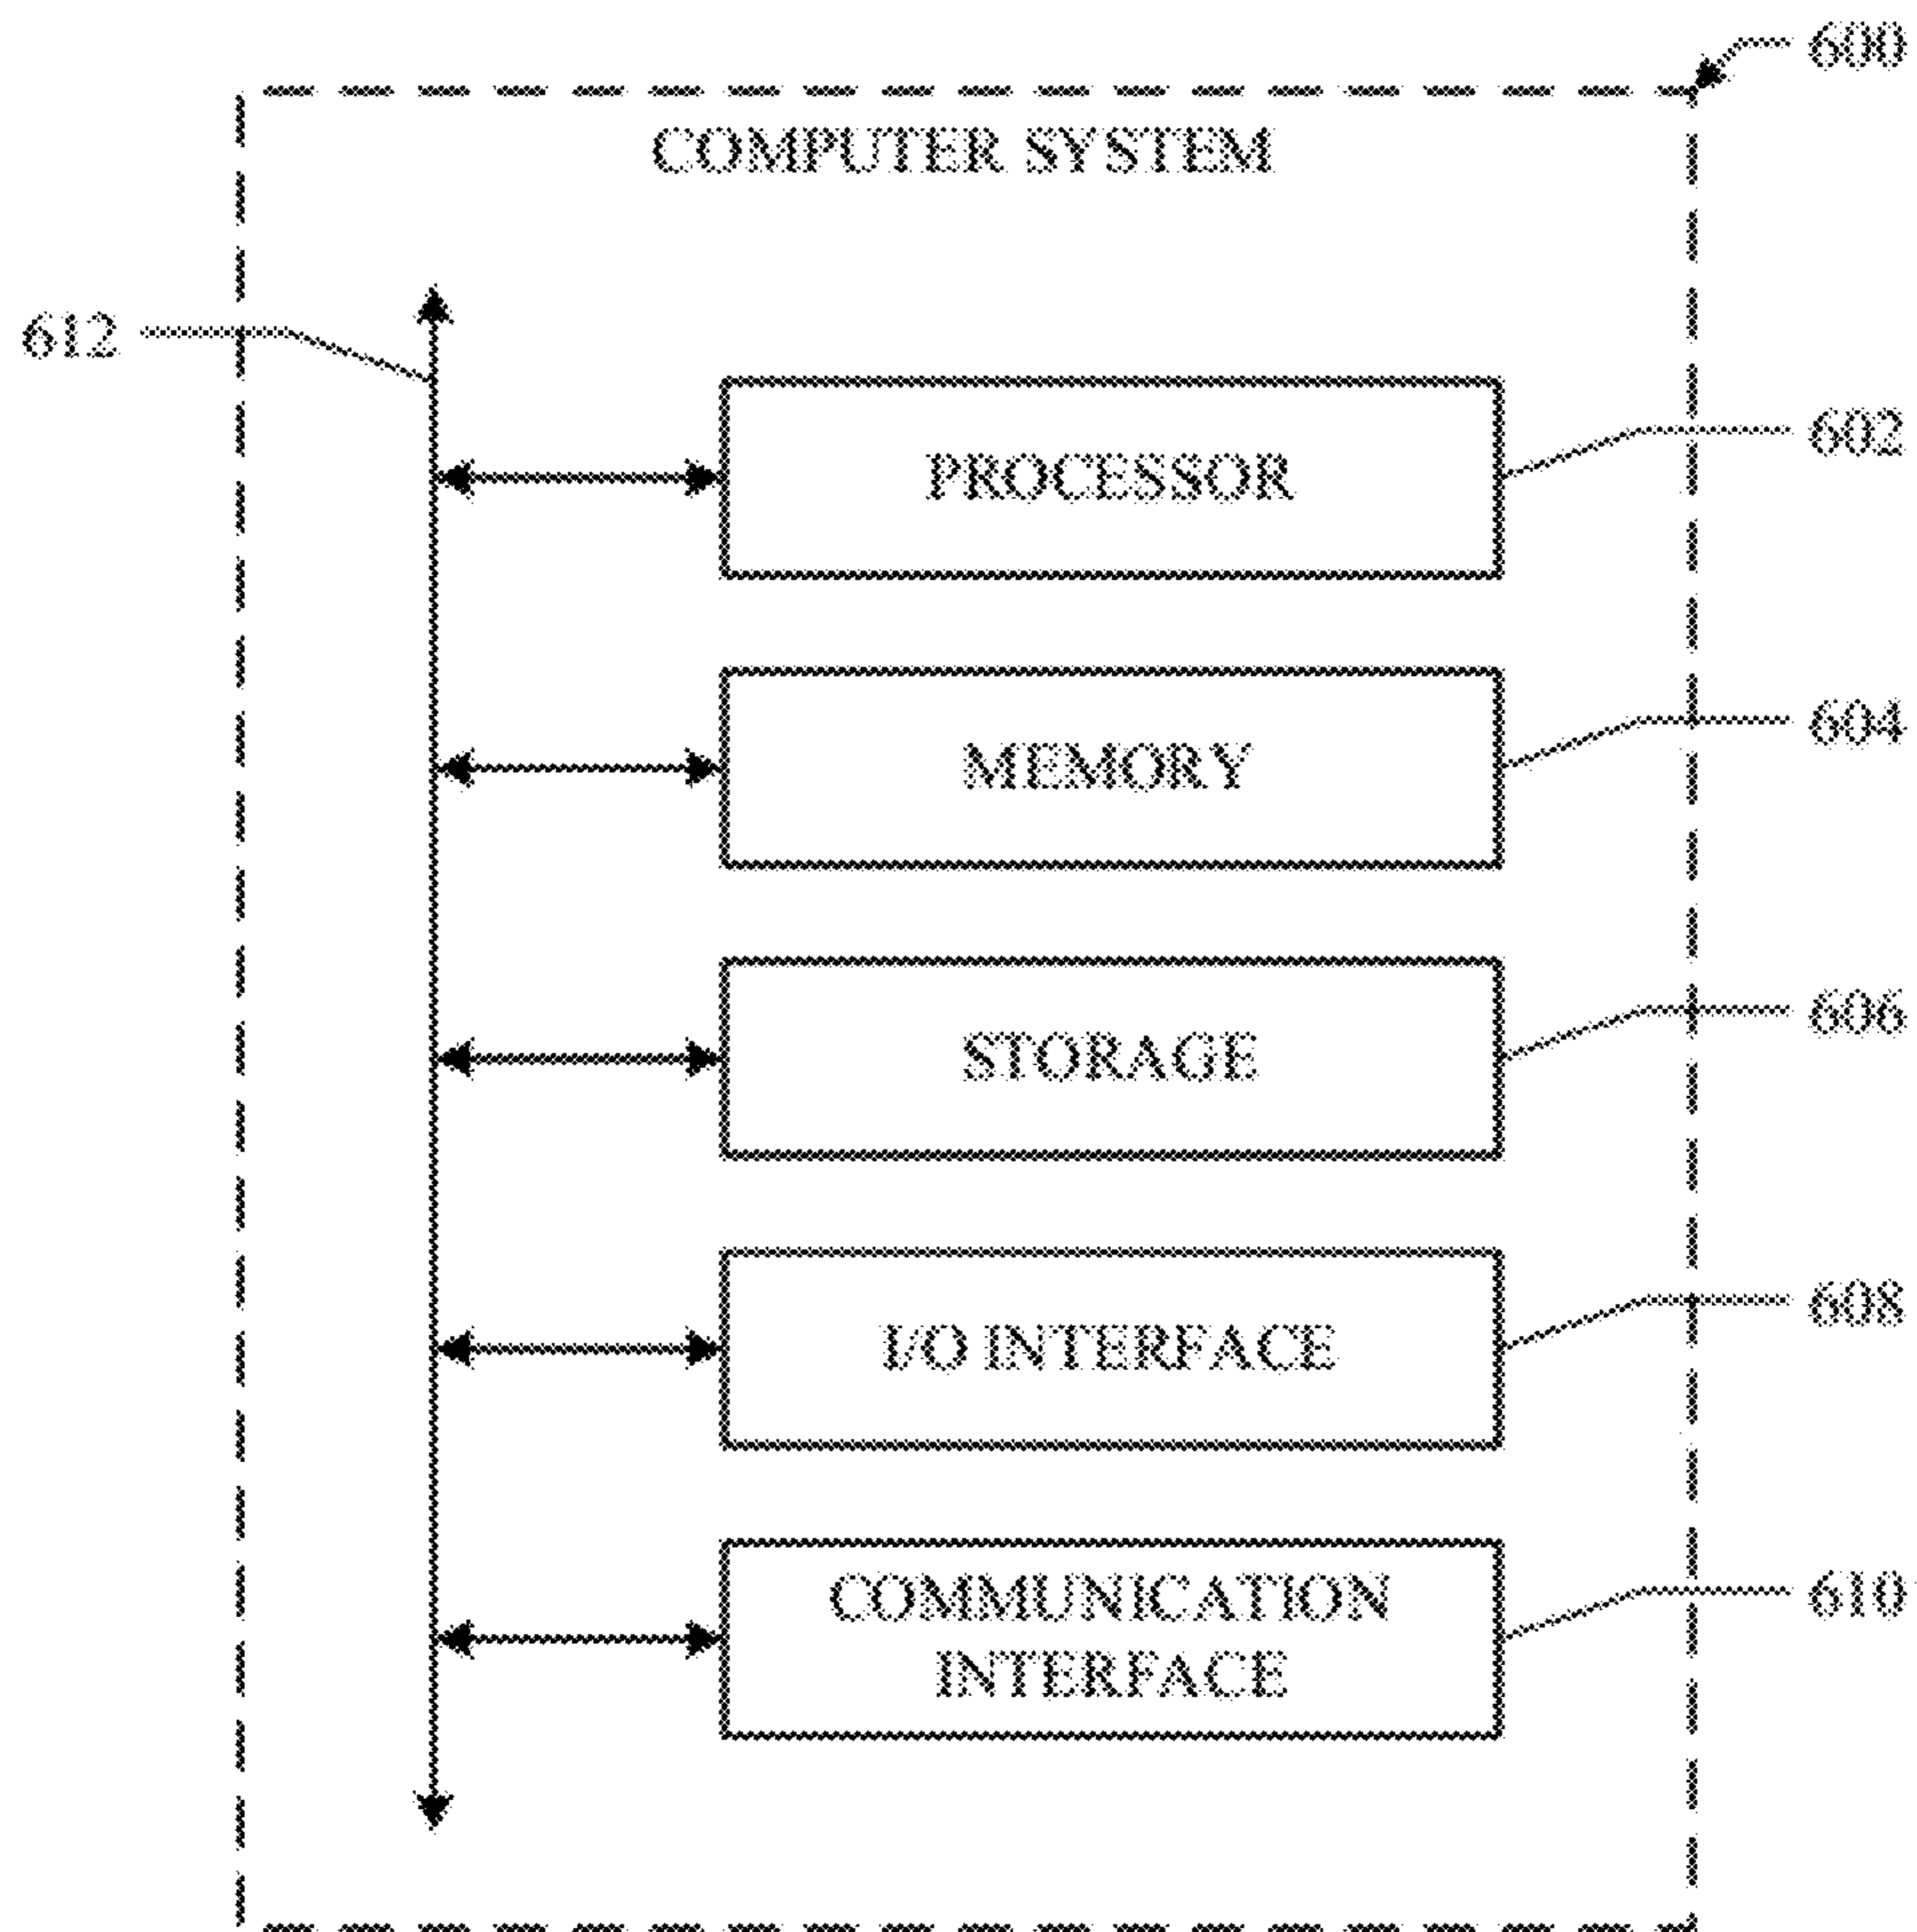 600
COMPUTER SYSTEM
612
602
PROCESSOR
604
MEMORY
606
STORAGE
608
I/O INTERFACE
610
COMMUNICATION
INTERFACE